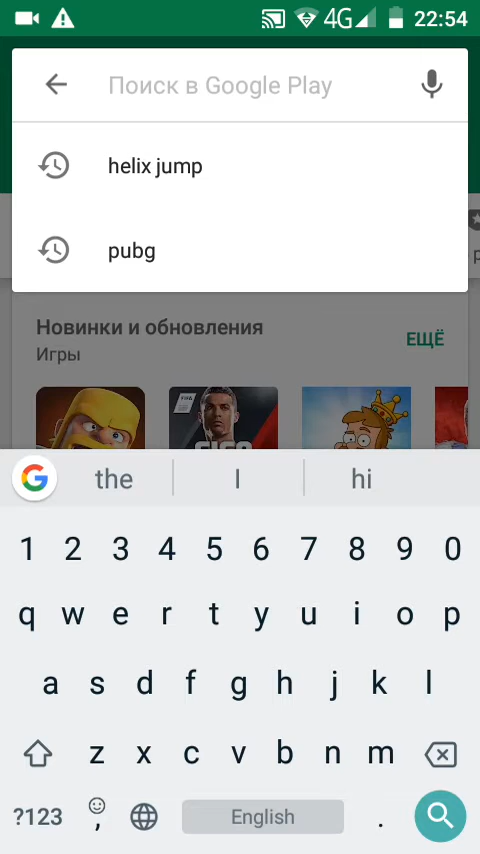 4G 22:54
Поиск в Google Play
helix jump
pubg
Новинки и обновления
Игры
ЕЩЁ
FIFA
G the I hi
1 2 3 4 5 6 7 8 9 0
q w e r t y u i o p
a s d f g h j k l
z x c v b n m
?123 , English .